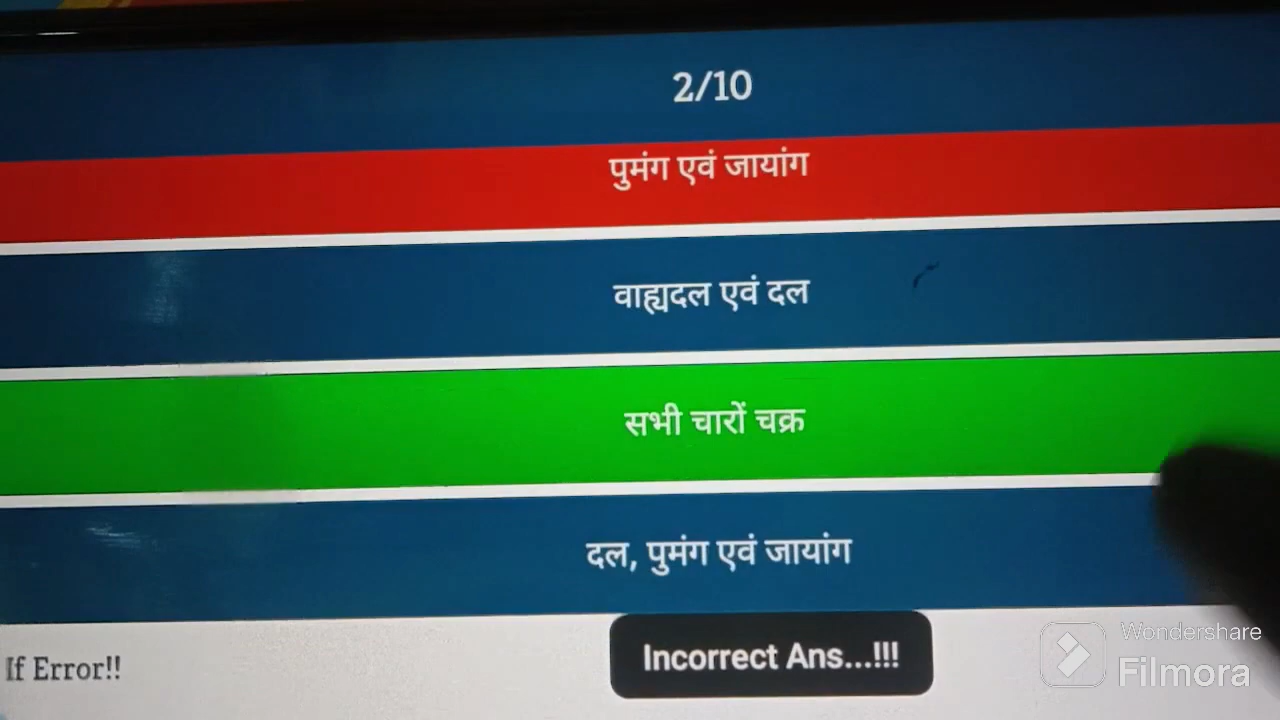 2/10
पुमंग एवं जायांग
वाह्यदल एवं दल
सभी चारों चक्र
दल, पुमंग एवं जायांग
Incorrect Ans...!!!
If Error!!
Wondershare
Filmora